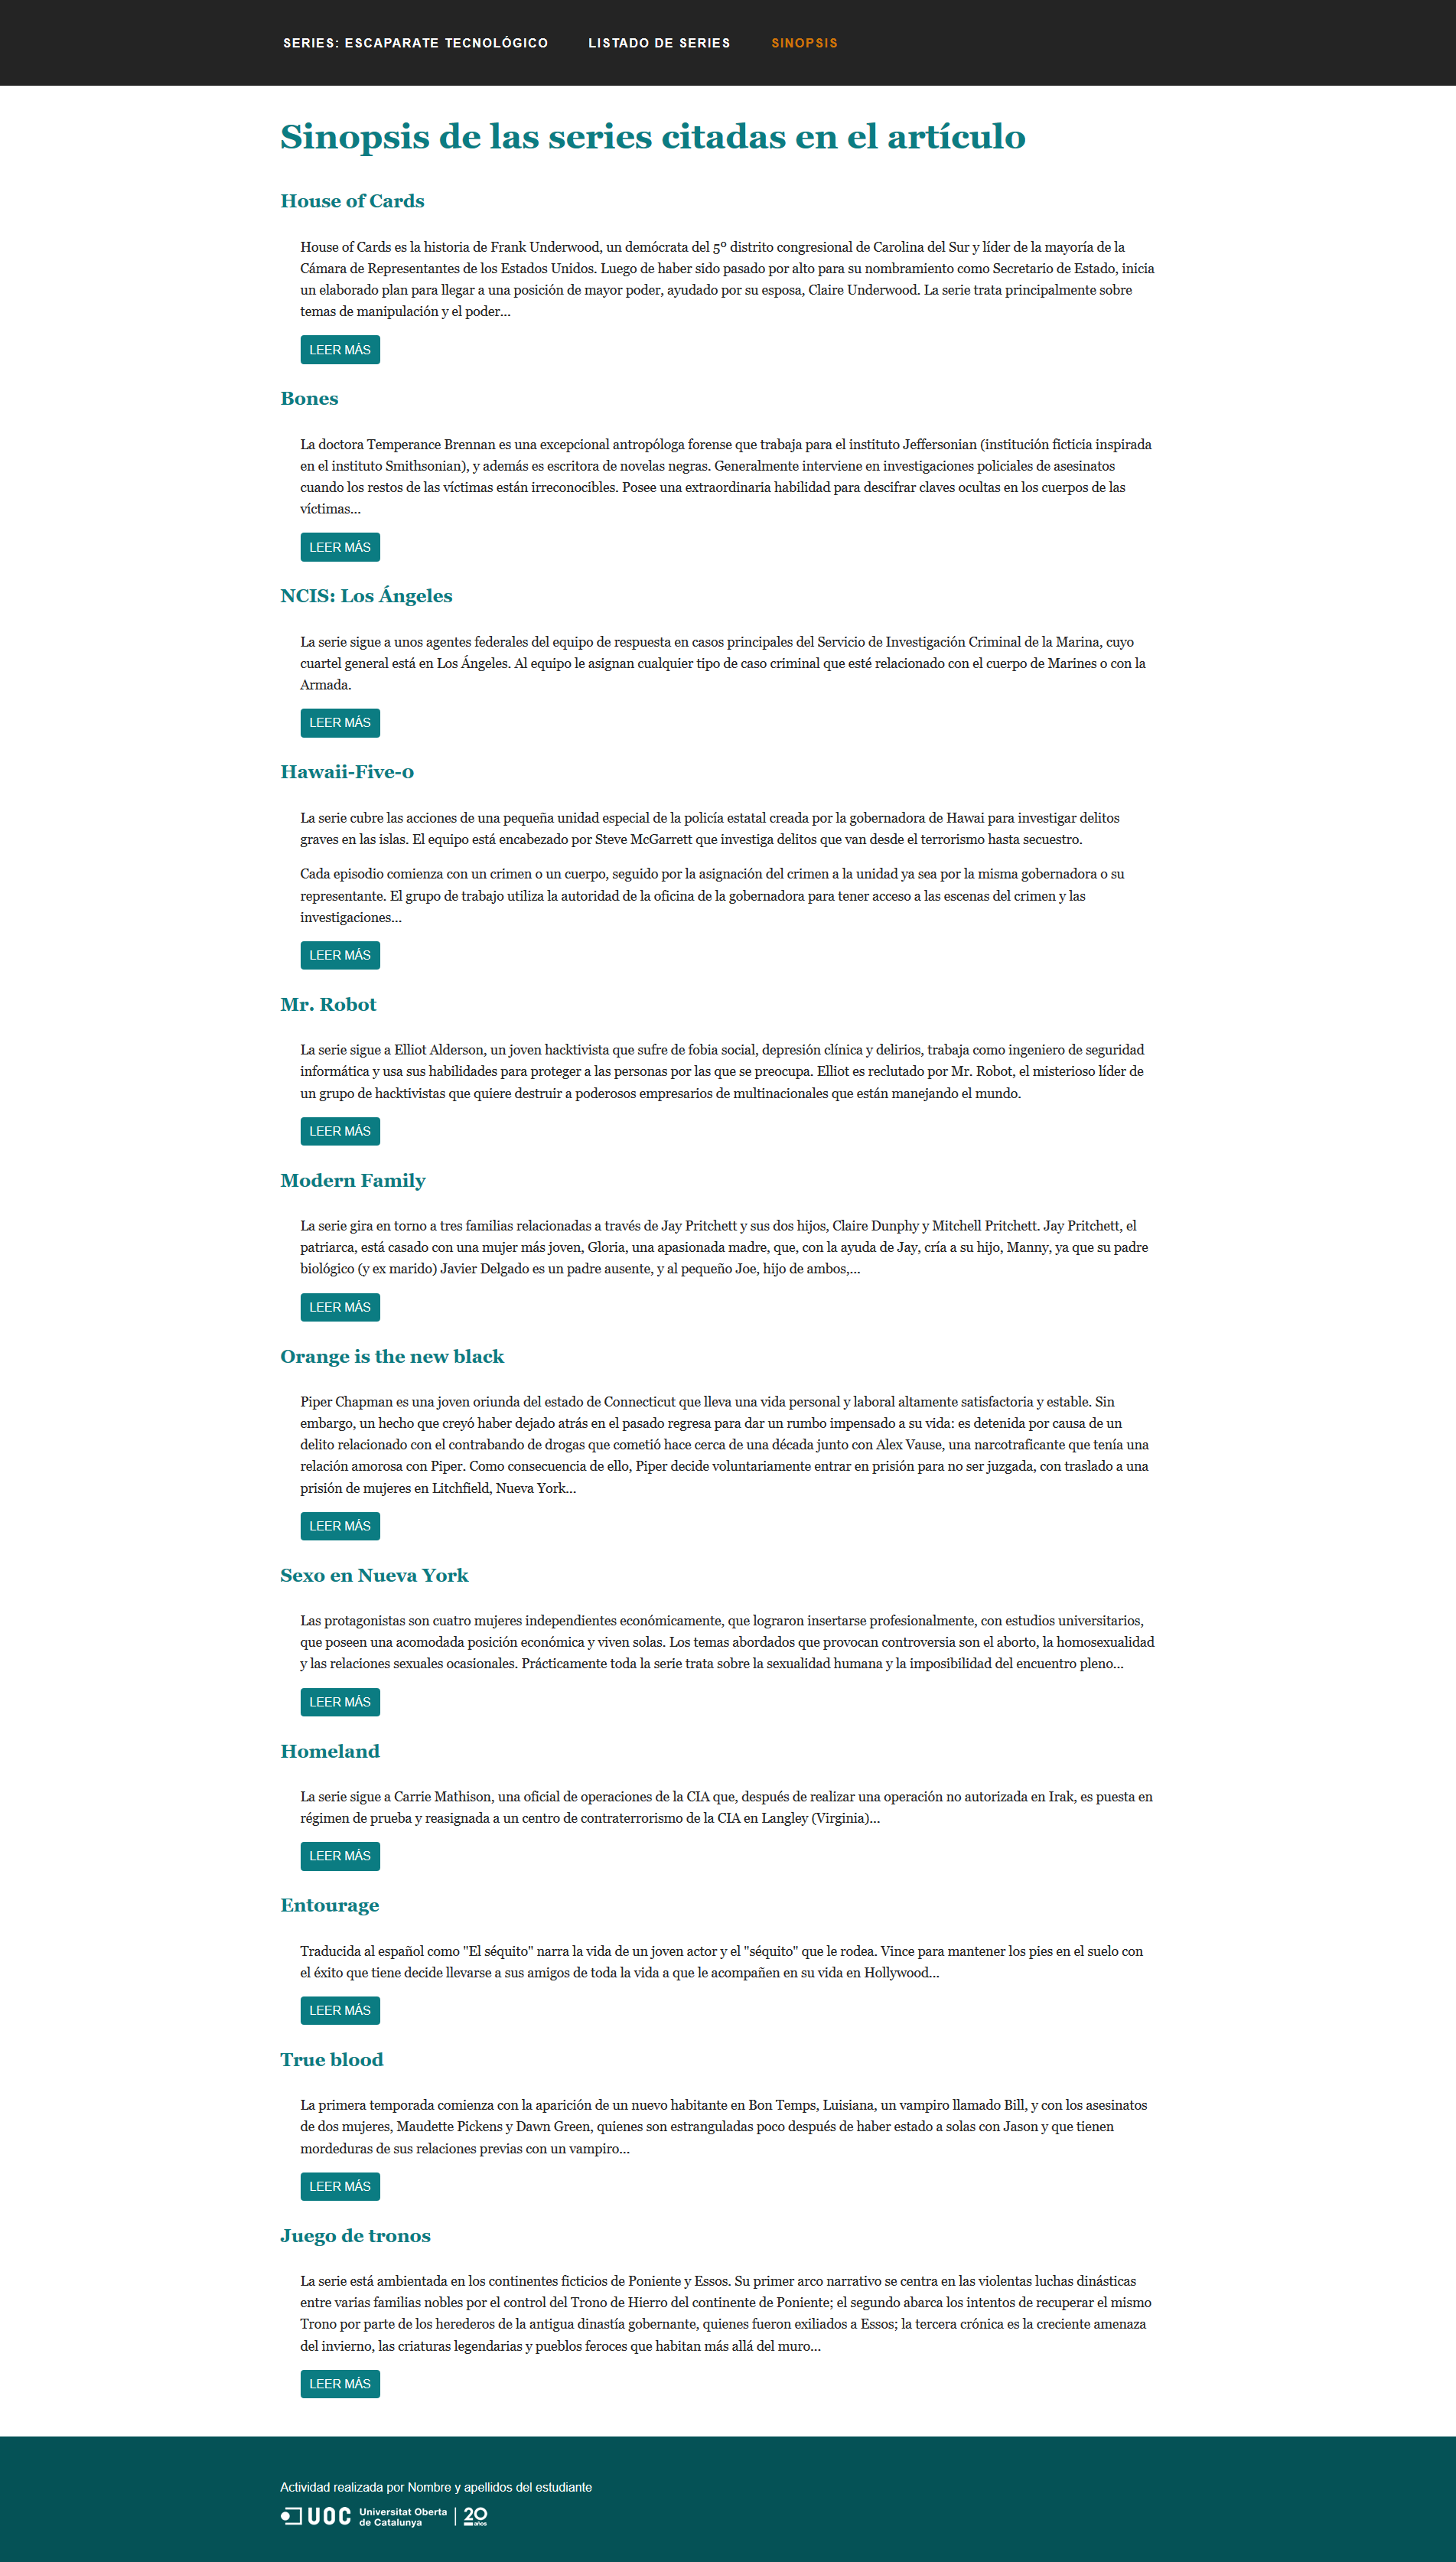 SERIES: ESCAPARATE TECNOLÓGICO LISTADO DE SERIES SINOPSIS
Sinopsis de las series citadas en el artículo
House of Cards
House of Cards es la historia de Frank Underwood, un demócrata del 5º distrito congresional de Carolina del Sur y líder de la mayoría de la
Cámara de Representantes de los Estados Unidos. Luego de haber sido pasado por alto para su nombramiento como Secretario de Estado, inicia
un elaborado plan para llegar a una posición de mayor poder, ayudado por su esposa, Claire Underwood. La serie trata principalmente sobre
temas de manipulación y el poder...
LEER MÁS
Bones
La doctora Temperance Brennan es una excepcional antropóloga forense que trabaja para el instituto Jeffersonian (institución ficticia inspirada
en el instituto Smithsonian), y además es escritora de novelas negras. Generalmente interviene en investigaciones policiales de asesinatos
cuando los restos de las víctimas están irreconocibles. Posee una extraordinaria habilidad para descifrar claves ocultas en los cuerpos de las
víctimas...
LEER MÁS
NCIS: Los Ángeles
La serie sigue a unos agentes federales del equipo de respuesta en casos principales del Servicio de Investigación Criminal de la Marina, cuyo
cuartel general está en Los Ángeles. Al equipo le asignan cualquier tipo de caso criminal que esté relacionado con el cuerpo de Marines o con la
Armada.
LEER MÁS
Hawaii-Five-0
La serie cubre las acciones de una pequeña unidad especial de la policía estatal creada por la gobernadora de Hawai para investigar delitos
graves en las islas. El equipo está encabezado por Steve McGarrett que investiga delitos que van desde el terrorismo hasta secuestro.
Cada episodio comienza con un crimen o un cuerpo, seguido por la asignación del crimen a la unidad ya sea por la misma gobernadora o su
representante. El grupo de trabajo utiliza la autoridad de la oficina de la gobernadora para tener acceso a las escenas del crimen y las
investigaciones...
LEER MÁS
Mr. Robot
La serie sigue a Elliot Alderson, un joven hacktivista que sufre de fobia social, depresión clínica y delirios, trabaja como ingeniero de seguridad
informática y usa sus habilidades para proteger a las personas por las que se preocupa. Elliot es reclutado por Mr. Robot, el misterioso líder de
un grupo de hacktivistas que quiere destruir a poderosos empresarios de multinacionales que están manejando el mundo.
LEER MÁS
Modern Family
La serie gira en torno a tres familias relacionadas a través de Jay Pritchett y sus dos hijos, Claire Dunphy y Mitchell Pritchett. Jay Pritchett, el
patriarca, está casado con una mujer más joven, Gloria, una apasionada madre, que, con la ayuda de Jay, cría a su hijo, Manny, ya que su padre
biológico (y ex marido) Javier Delgado es un padre ausente, y al pequeño Joe, hijo de ambos,...
LEER MÁS
Orange is the new black
Piper Chapman es una joven oriunda del estado de Connecticut que lleva una vida personal y laboral altamente satisfactoria y estable. Sin
embargo, un hecho que creyó haber dejado atrás en el pasado regresa para dar un rumbo impensado a su vida: es detenida por causa de un
delito relacionado con el contrabando de drogas que cometió hace cerca de una década junto con Alex Vause, una narcotraficante que tenía una
relación amorosa con Piper. Como consecuencia de ello, Piper decide voluntariamente entrar en prisión para no ser juzgada, con traslado a una
prisión de mujeres en Litchfield, Nueva York...
LEER MÁS
Sexo en Nueva York
Las protagonistas son cuatro mujeres independientes económicamente, que lograron insertarse profesionalmente, con estudios universitarios,
que poseen una acomodada posición económica y viven solas. Los temas abordados que provocan controversia son el aborto, la homosexualidad
y las relaciones sexuales ocasionales. Prácticamente toda la serie trata sobre la sexualidad humana y la imposibilidad del encuentro pleno...
LEER MÁS
Homeland
La serie sigue a Carrie Mathison, una oficial de operaciones de la CIA que, después de realizar una operación no autorizada en Irak, es puesta en
régimen de prueba y reasignada a un centro de contraterrorismo de la CIA en Langley (Virginia)...
LEER MÁS
Entourage
Traducida al español como "El séquito" narra la vida de un joven actor y el "séquito" que le rodea. Vince para mantener los pies en el suelo con
el éxito que tiene decide llevarse a sus amigos de toda la vida a que le acompañen en su vida en Hollywood...
LEER MÁS
True blood
La primera temporada comienza con la aparición de un nuevo habitante en Bon Temps, Luisiana, un vampiro llamado Bill, y con los asesinatos
de dos mujeres, Maudette Pickens y Dawn Green, quienes son estranguladas poco después de haber estado a solas con Jason y que tienen
mordeduras de sus relaciones previas con un vampiro...
LEER MÁS
Juego de tronos
La serie está ambientada en los continentes ficticios de Poniente y Essos. Su primer arco narrativo se centra en las violentas luchas dinásticas
entre varias familias nobles por el control del Trono de Hierro del continente de Poniente; el segundo abarca los intentos de recuperar el mismo
Trono por parte de los herederos de la antigua dinastía gobernante, quienes fueron exiliados a Essos; la tercera crónica es la creciente amenaza
del invierno, las criaturas legendarias y pueblos feroces que habitan más allá del muro...
LEER MÁS
Actividad realizada por Nombre y apellidos del estudiante
UOC Universitat Oberta de Catalunya 20 años